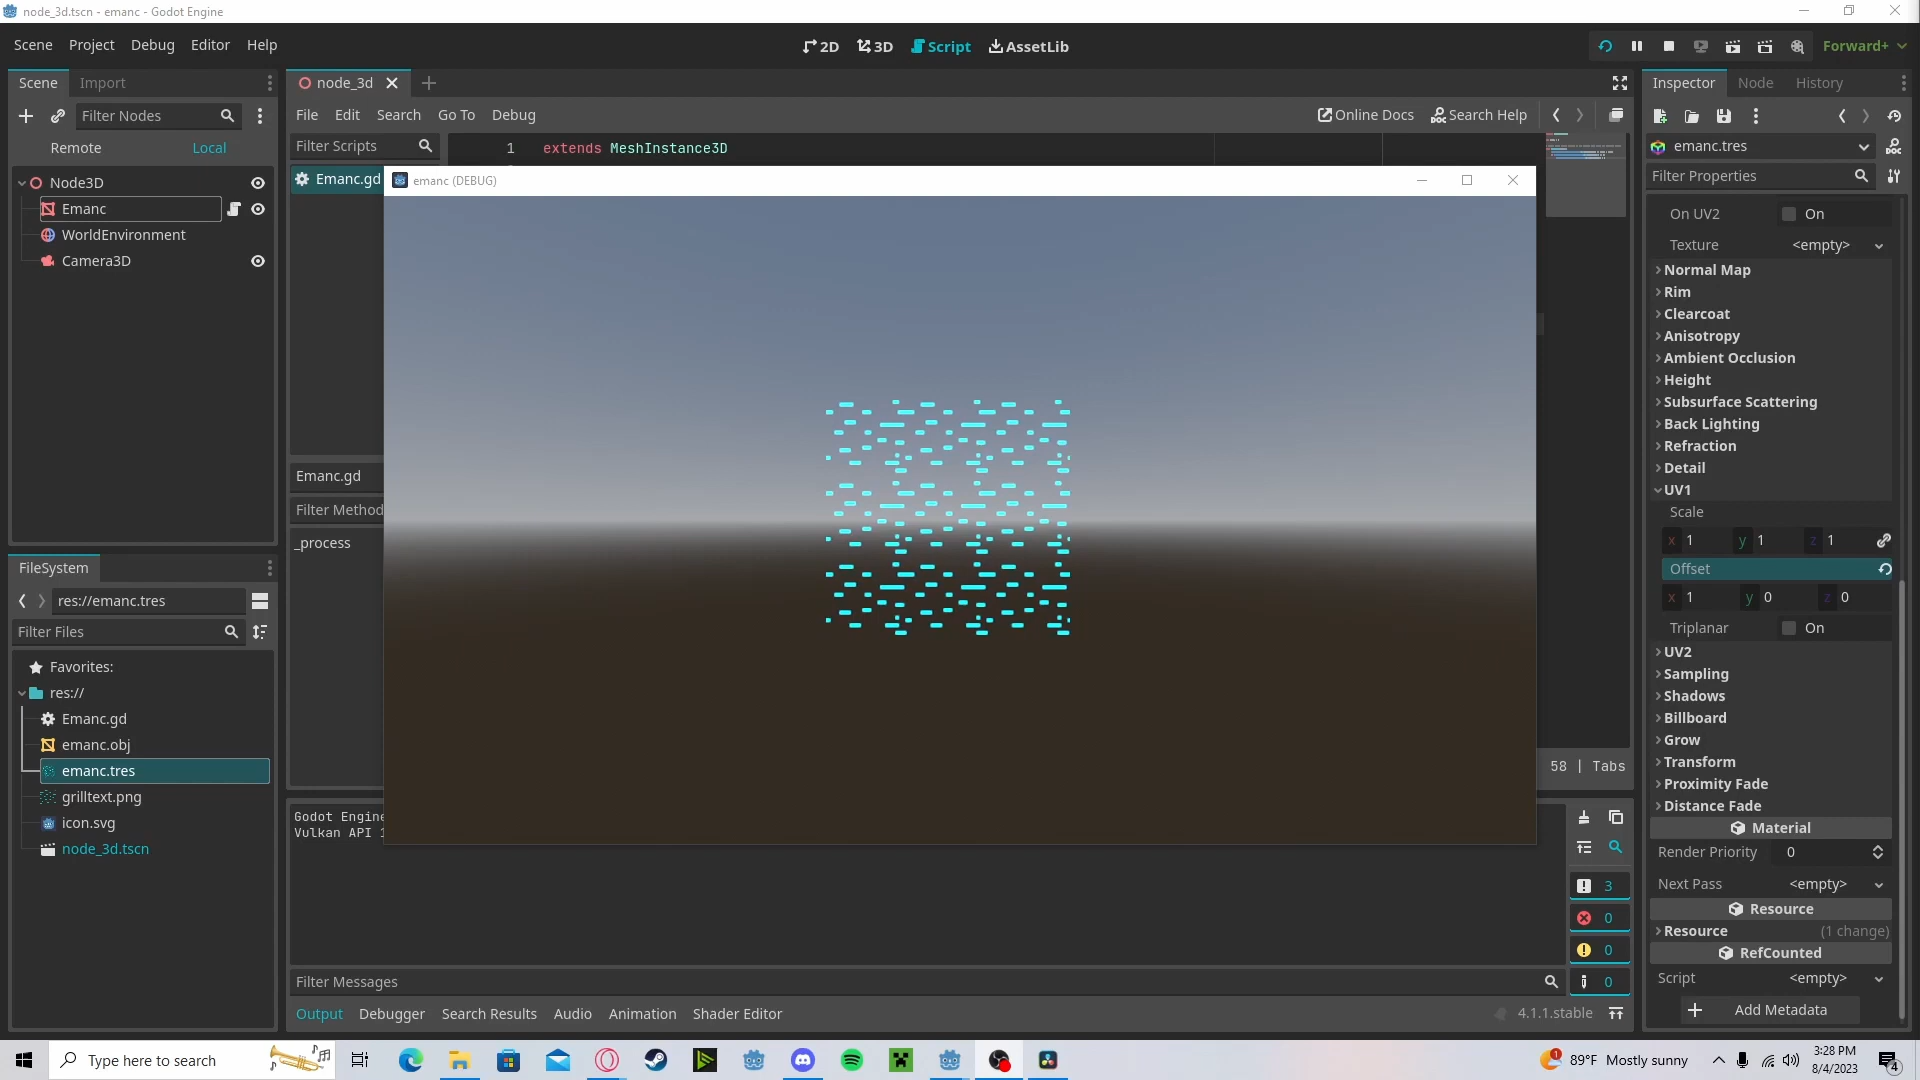 node_3d.tscn - emanc - Godot Engine
Scene Project Debug Editor Help
2D 3D Script AssetLib
Forward+
Scene Import
node_3d
Inspector Node History
Filter Nodes
File Edit Search Go To Debug
Online Docs Search Help
Remote Local
Filter Scripts
1 extends MeshInstance3D
emanc.tres
Filter Properties
Node3D
Emanc
WorldEnvironment
Camera3D
Emanc.gd
emanc (DEBUG)
On UV2 On
Texture <empty>
Normal Map
Rim
Clearcoat
Anisotropy
Ambient Occlusion
Height
Subsurface Scattering
Back Lighting
Refraction
Detail
UV1
Scale
x 1 y 1 z 1
Offset
x 1 y 0 z 0
Triplanar On
UV2
Sampling
Shadows
Billboard
Grow
Transform
Proximity Fade
Distance Fade
Material
Render Priority 0
Next Pass <empty>
Resource
Resource (1 change)
RefCounted
Script <empty>
Add Metadata
Emanc.gd
Filter Method
_process
58 | Tabs
FileSystem
res://emanc.tres
Filter Files
Favorites:
res://
Emanc.gd
emanc.obj
emanc.tres
grilltext.png
icon.svg
node_3d.tscn
Godot Engine
Vulkan API 1
3
0
0
0
Filter Messages
Output Debugger Search Results Audio Animation Shader Editor
4.1.1.stable
Type here to search
1
89°F Mostly sunny
3:28 PM
8/4/2023
4